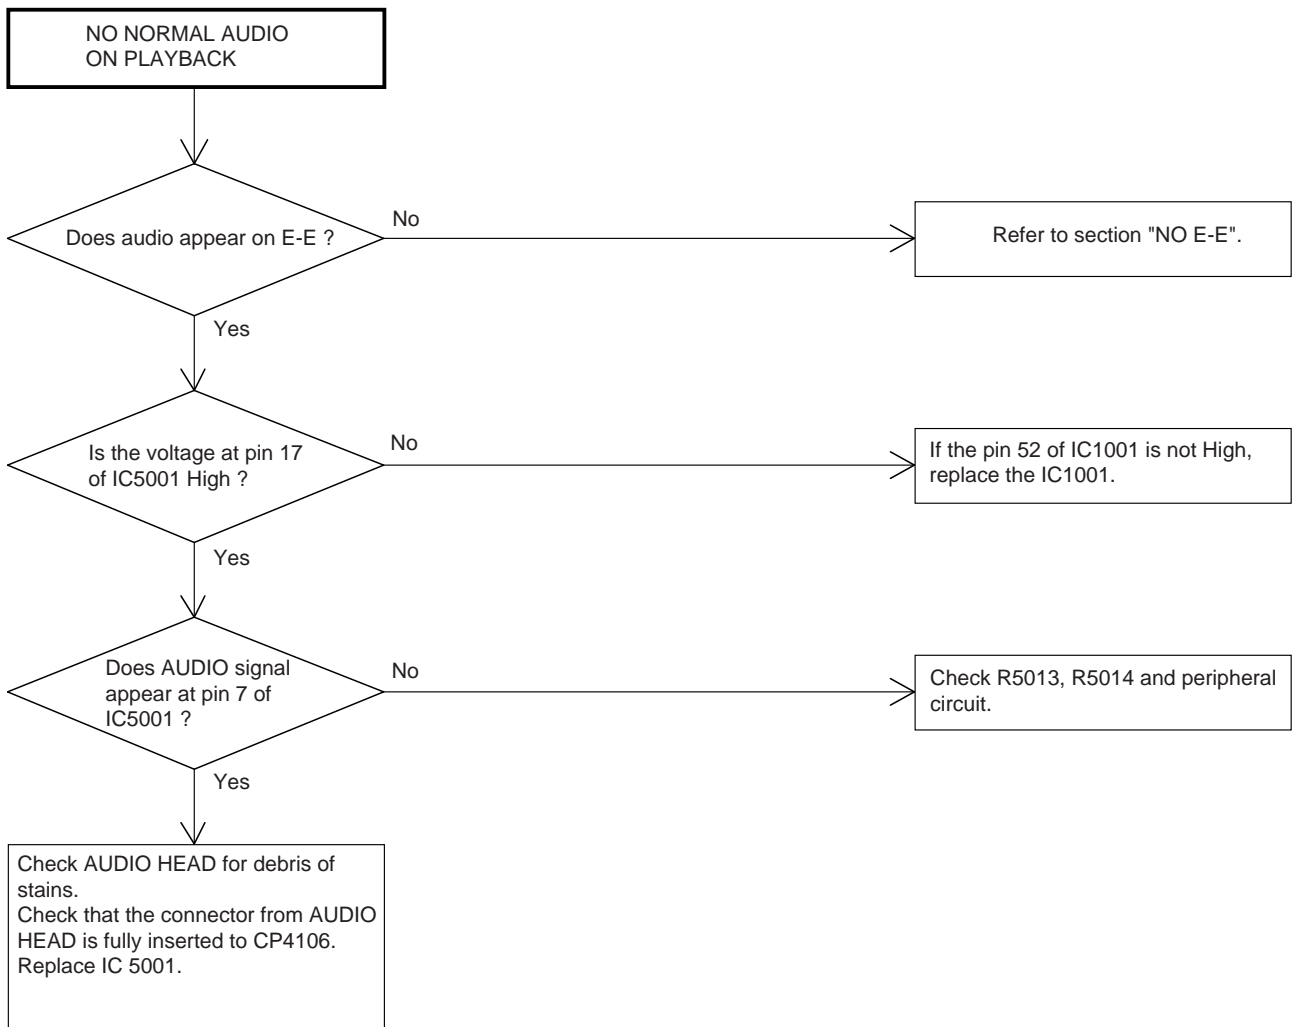 NO NORMAL AUDIO
ON PLAYBACK
Does audio appear on E-E ?
No
Refer to section "NO E-E".
Yes
Is the voltage at pin 17
of IC5001 High ?
No
If the pin 52 of IC1001 is not High,
replace the IC1001.
Yes
Does AUDIO signal
appear at pin 7 of
IC5001 ?
No
Check R5013, R5014 and peripheral
circuit.
Yes
Check AUDIO HEAD for debris of
stains.
Check that the connector from AUDIO
HEAD is fully inserted to CP4106.
Replace IC 5001.